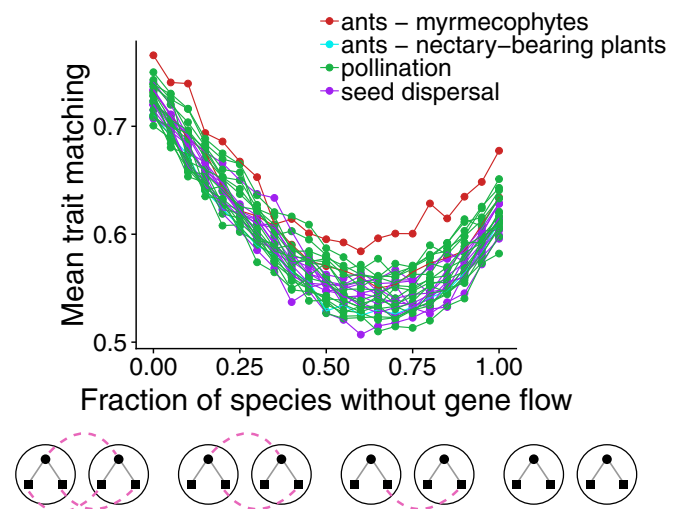 ants − myrmecophytes
ants − nectary−bearing plants
pollination
seed dispersal
Mean trait matching
0.7
0.6
0.5
0.00 0.25 0.50 0.75 1.00
Fraction of species without gene flow